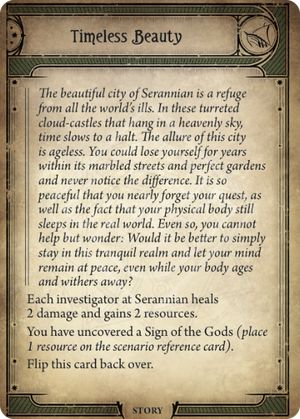 Timeless Beauty
The beautiful city of Serannian is a refuge
from all the world's ills. In these turreted
cloud-castles that hang in a heavenly sky,
time slows to a halt. The allure of this city
is ageless. You could lose yourself for years
within its marbled streets and perfect gardens
and never notice the difference. It is so
peaceful that you nearly forget your quest, as
well as the fact that your physical body still
sleeps in the real world. Even so, you cannot
help but wonder: Would it be better to simply
stay in this tranquil realm and let your mind
remain at peace, even while your body ages
and withers away?
Each investigator at Serannian heals
2 damage and gains 2 resources.
You have uncovered a Sign of the Gods (place
1 resource on the scenario reference card).
Flip this card back over.
STORY